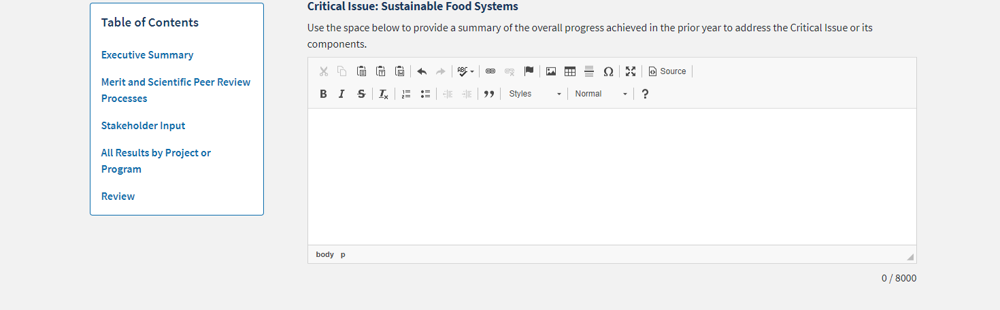 Table of Contents
Executive Summary
Merit and Scientific Peer Review
Processes
Stakeholder Input
All Results by Project or
Program
Review
Critical Issue: Sustainable Food Systems
Use the space below to provide a summary of the overall progress achieved in the prior year to address the Critical Issue or its
components.
ABC
Source
B I S Ix
Styles
Normal
?
body p
0 / 8000